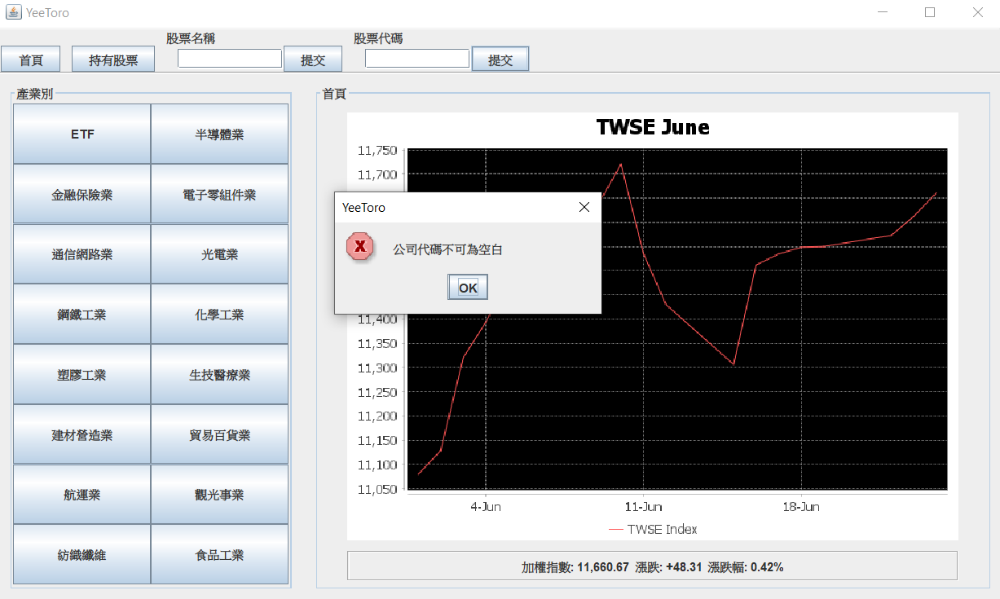 YeeToro
股票名稱 股票代碼
首頁 持有股票 提交 提交
產業別
ETF 半導體業
金融保險業 電子零組件業
通信網路業 光電業
鋼鐵工業 化學工業
塑膠工業 生技醫療業
建材營造業 貿易百貨業
航運業 觀光事業
紡織纖維 食品工業
首頁
TWSE June
11,750
11,700
YeeToro
X
公司代碼不可為空白
OK
11,400
11,350
11,300
11,250
11,200
11,150
11,100
11,050
4-Jun 11-Jun 18-Jun
TWSE Index
加權指數: 11,660.67 漲跌: +48.31 漲跌幅: 0.42%